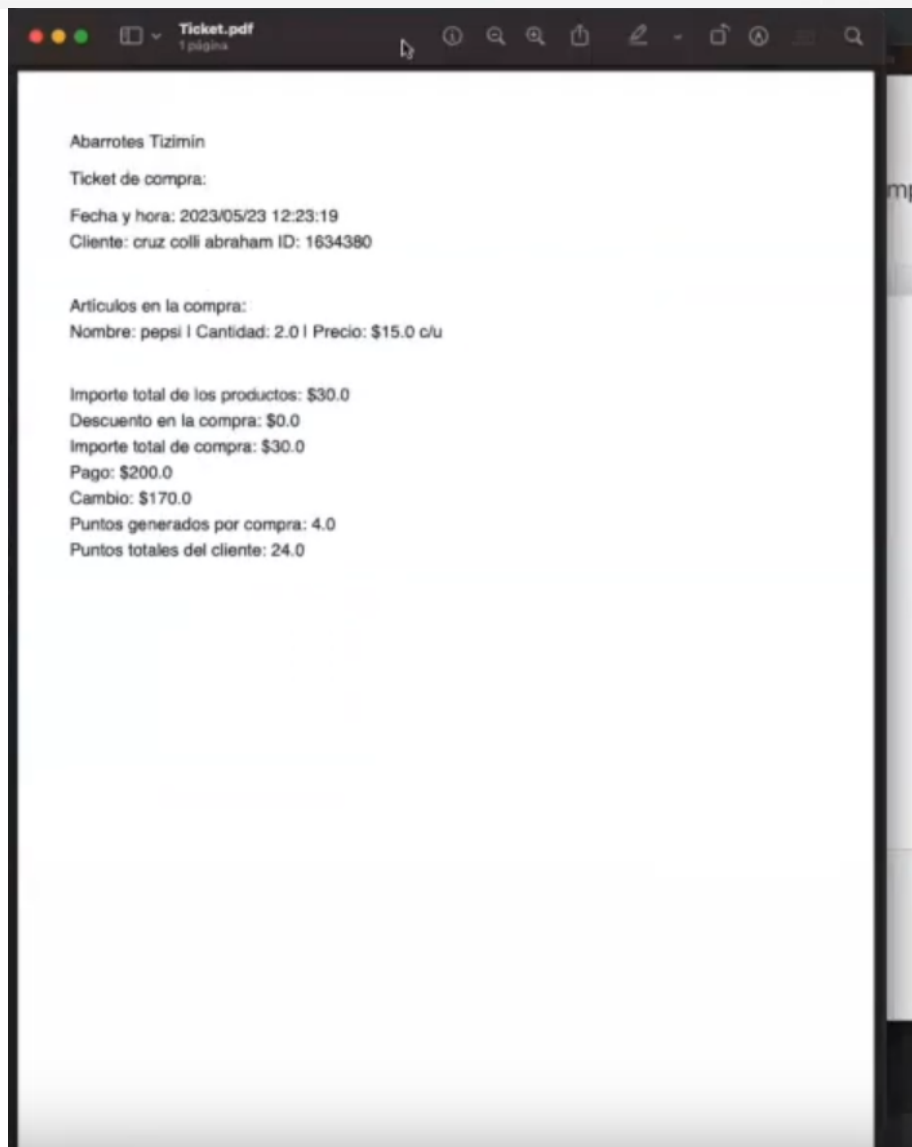 Ticket.pdf
1 página
Abarrotes Tizimin
Ticket de compra:
Fecha y hora: 2023/05/23 12:23:19
Cliente: cruz colli abraham ID: 1634380
Artículos en la compra:
Nombre: pepsi | Cantidad: 2.0 | Precio: $15.0 c/u
Importe total de los productos: $30.0
Descuento en la compra: $0.0
Importe total de compra: $30.0
Pago: $200.0
Cambio: $170.0
Puntos generados por compra: 4.0
Puntos totales del cliente: 24.0